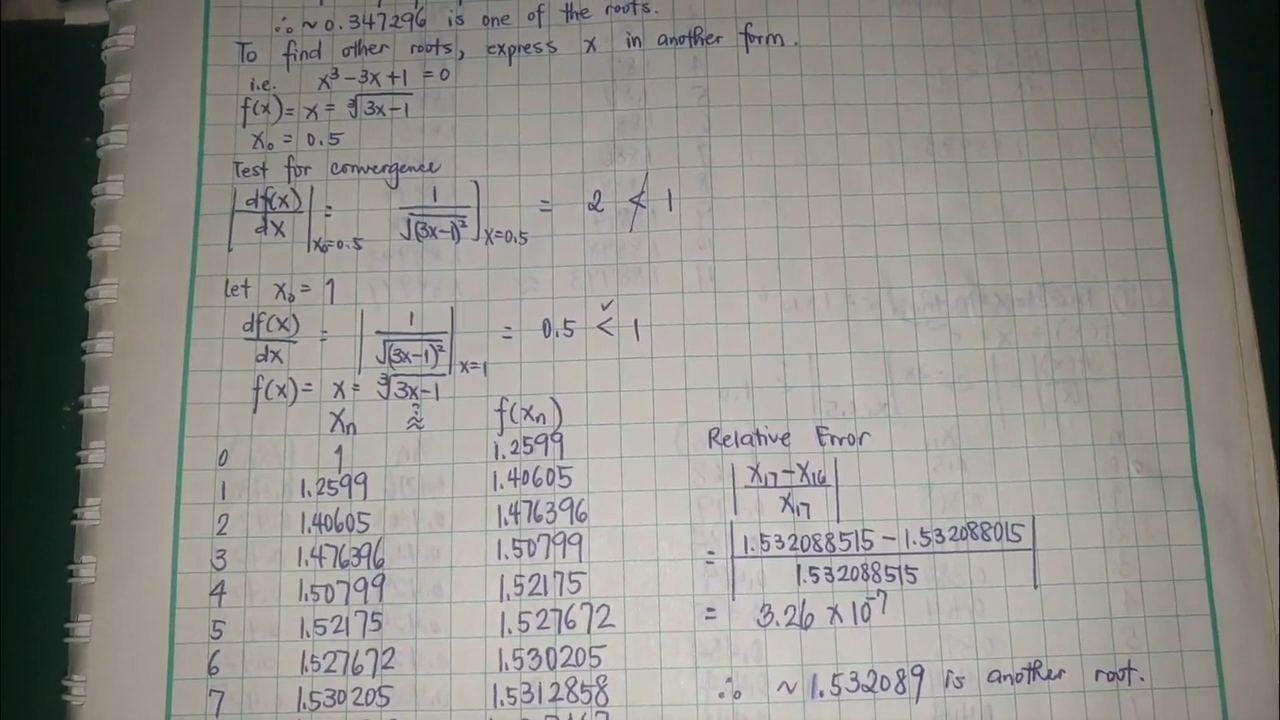 ∴ ~ 0.347296 is one of the roots.
To find other roots, express x in another form.
i.e. x³ - 3x + 1 = 0
f(x) = x = ∛(3x-1)
x₀ = 0.5
Test for convergence
|df(x)/dx|x₀=0.5 = 1/√(3x-1)²]x=0.5 = 2 ≮ 1
let x₀ = 1
df(x)/dx = |1/√(3x-1)²|x=1 = 0.5 <✓ 1
f(x) = x = ∛(3x-1)
xₙ ≈? f(xₙ)
0 1 1.2599
1 1.2599 1.40605
2 1.40605 1.476396
3 1.476396 1.50799
4 1.50799 1.52175
5 1.52175 1.527672
6 1.527672 1.530205
7 1.530205 1.5312858
Relative Error
|x₁₇ - x₁₆ / x₁₇|
= |1.532088515 - 1.532088015 / 1.532088515|
= 3.26 x 10⁻⁷
∴ ~ 1.532089 is another root.